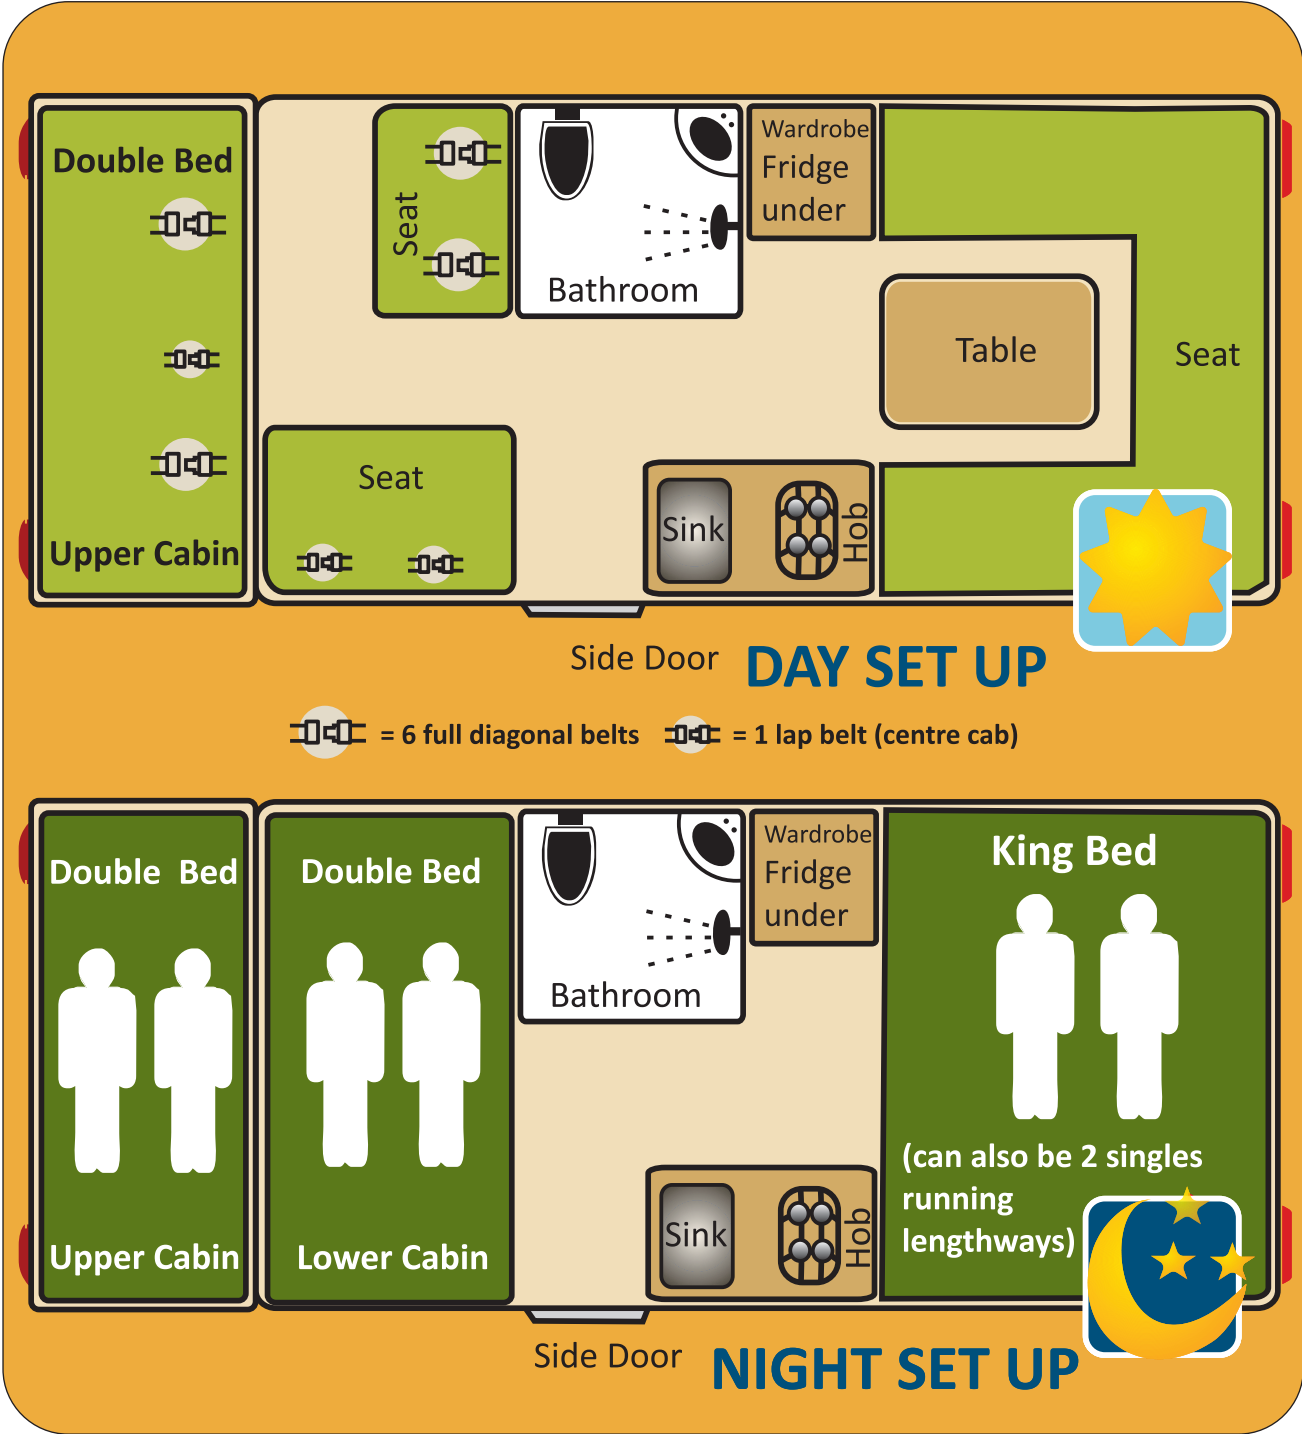 Double Bed
Upper Cabin
Seat
Seat
Bathroom
Wardrobe
Fridge
under
Table
Seat
Sink
Hob
Side Door
DAY SET UP
= 6 full diagonal belts
= 1 lap belt (centre cab)
Double Bed
Upper Cabin
Double Bed
Lower Cabin
Bathroom
Wardrobe
Fridge
under
King Bed
(can also be 2 singles
running
lengthways)
Sink
Hob
Side Door
NIGHT SET UP